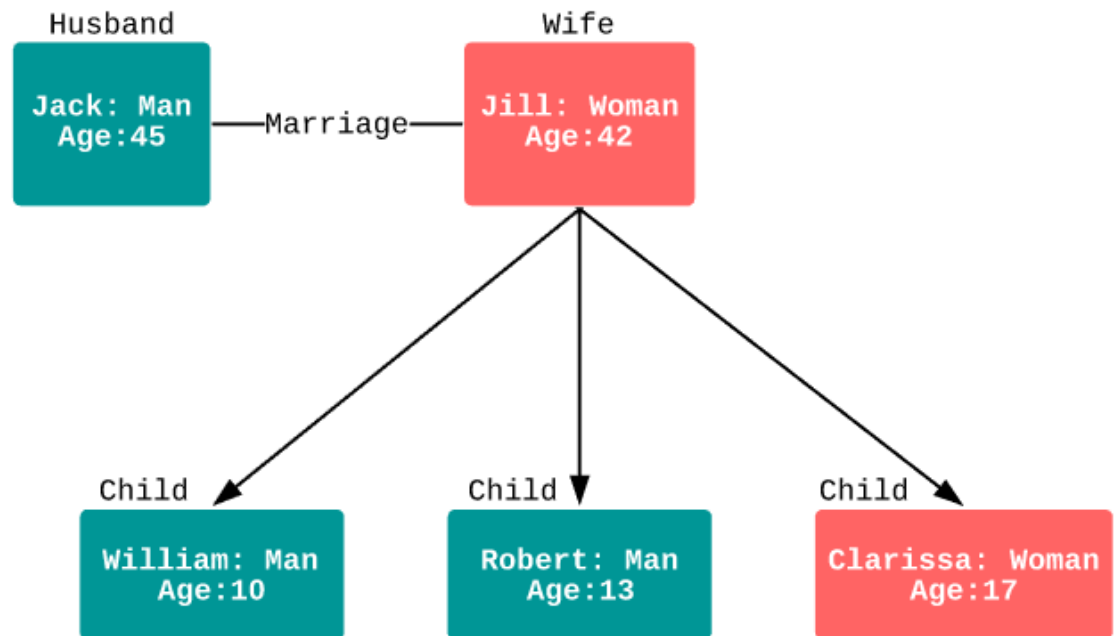 Husband
Wife
Jack: Man
Age:45
Marriage
Jill: Woman
Age:42
Child
Child
Child
William: Man
Age:10
Robert: Man
Age:13
Clarissa: Woman
Age:17